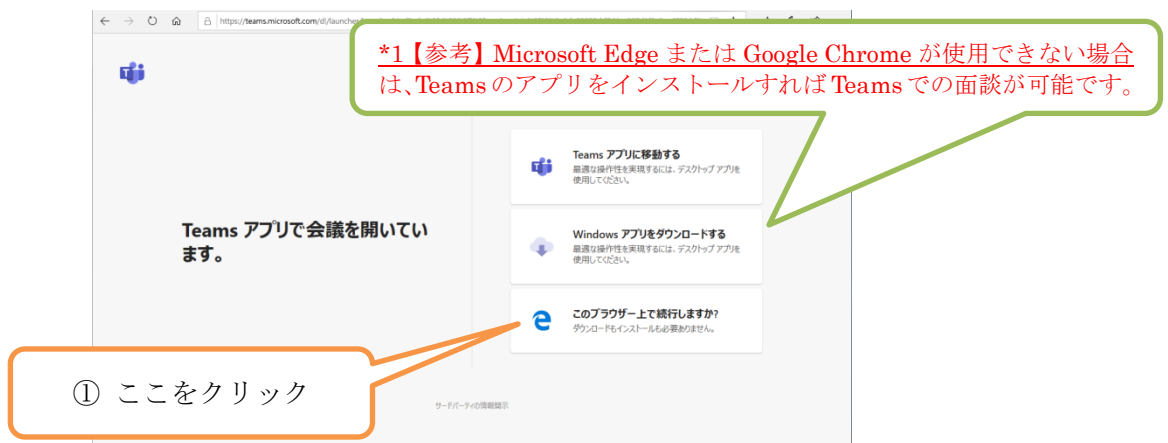 https://teams.microsoft.com/dl/launcher/
*1【参考】Microsoft Edge または Google Chrome が使用できない場合
は、Teams のアプリをインストールすれば Teams での面談が可能です。
Teams アプリに移動する
最適な操作性を実現するには、デスクトップ アプリを
使用してください。
Teams アプリで会議を開いてい
ます。
Windows アプリをダウンロードする
最適な操作性を実現するには、デスクトップ アプリを
使用してください。
このブラウザー上で続行しますか?
ダウンロードもインストールも必要ありません。
① ここをクリック
サードパーティの情報開示